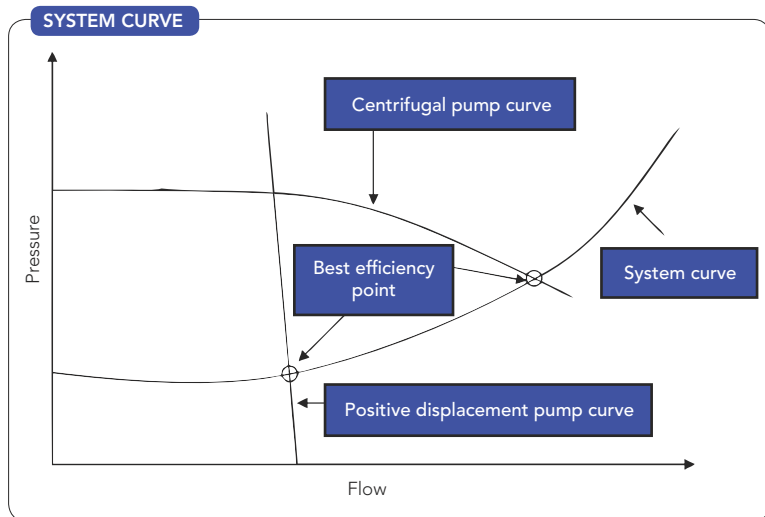 SYSTEM CURVE
Centrifugal pump curve
Pressure
Best efficiency
point
System curve
Positive displacement pump curve
Flow